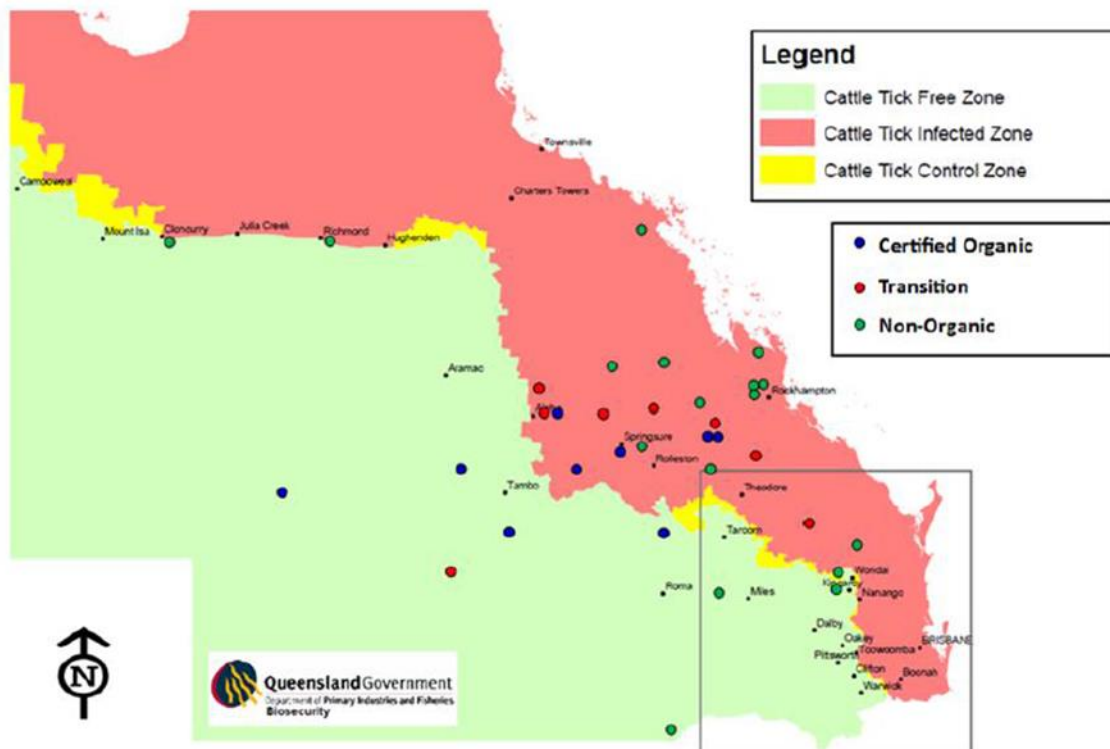 Legend
Cattle Tick Free Zone
Cattle Tick Infected Zone
Cattle Tick Control Zone
Certified Organic
Transition
Non-Organic
Townsville
Charters Towers
Camooweal
Mount Isa
Cloncurry
Julia Creek
Richmond
Hughenden
Aramac
Rockhampton
Springsure
Rolleston
Tambo
Theodore
Taroom
Wondai
Nanango
Roma
Miles
Dalby
Oakey
BRISBANE
Toowoomba
Pittsworth
Clifton
Boonah
Warwick
N
Queensland Government
Department of Primary Industries and Fisheries
Biosecurity